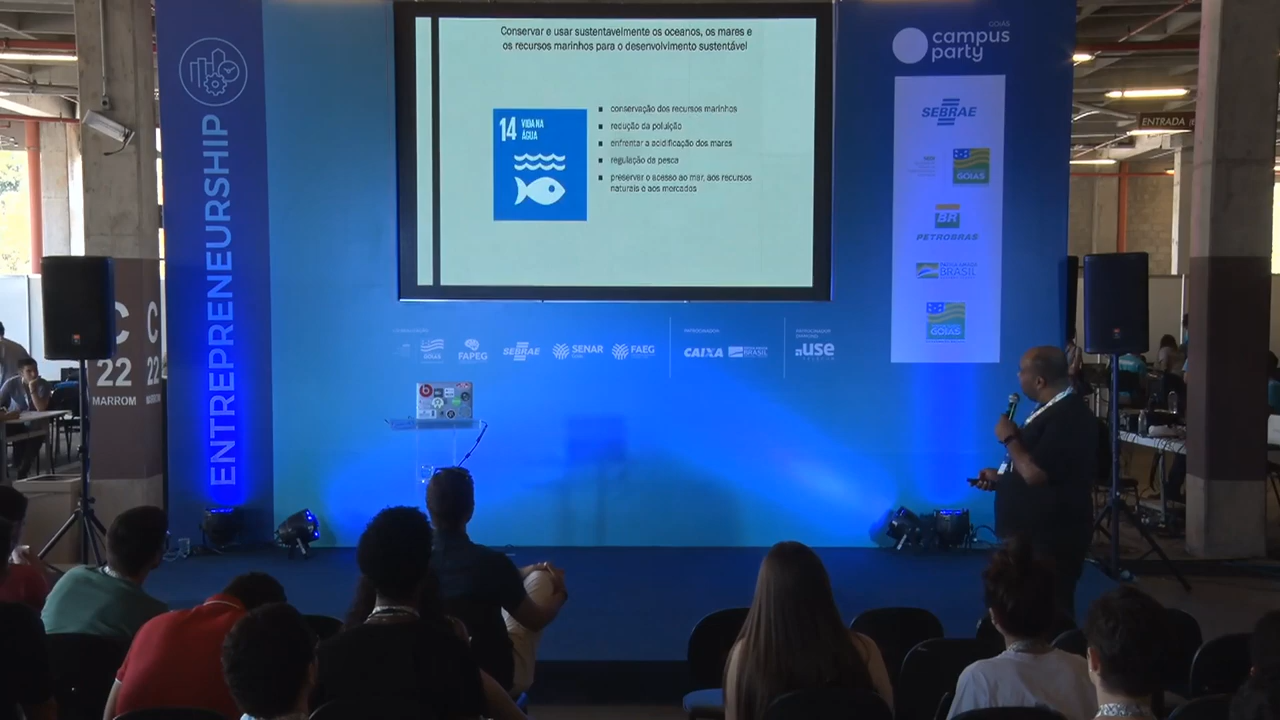 Conservar e usar sustentavelmente os oceanos, os mares e
os recursos marinhos para o desenvolvimento sustentável
14 VIDA NA
ÁGUA
▪ conservação dos recursos marinhos
▪ redução da poluição
▪ enfrentar a acidificação dos mares
▪ regulação da pesca
▪ preservar o acesso ao mar, aos recursos
naturais e aos mercados
ENTREPRENEURSHIP
GOIÁS
campus
party
SEBRAE
GOIÁS
BR
PETROBRAS
PÁTRIA AMADA
BRASIL
GOIÁS
ENTRADA
C
22
MARROM
C
22
GOIÁS
FAPEG
SEBRAE
SENAR
FAEG
CAIXA
BRASIL
use